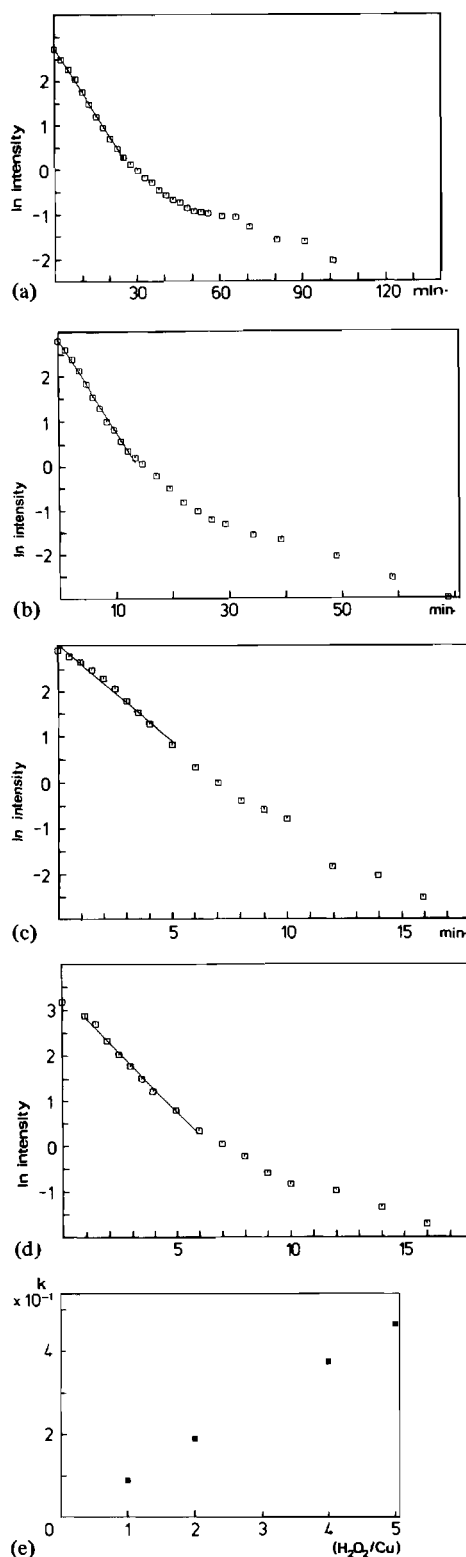 2
1
0
-1
-2
ln intensity
30 60 90 120 min.
(a)
2
1
0
-1
-2
ln intensity
10 30 50 min.
(b)
2
1
0
-1
-2
ln intensity
5 10 15 min.
(c)
3
2
1
0
-1
ln intensity
5 10 15
(d)
k
x 10⁻¹
4
2
0
1 2 3 4 5
(H₂O₂/Cu)
(e)